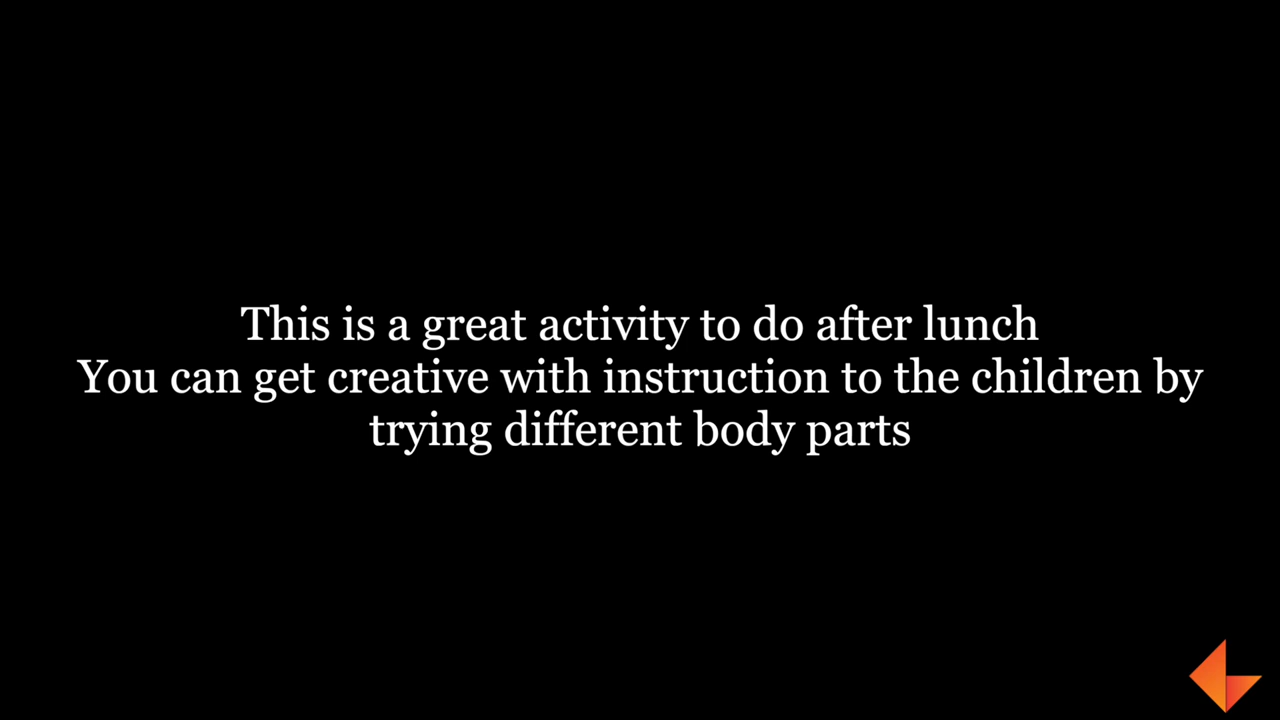 This is a great activity to do after lunch
You can get creative with instruction to the children by
trying different body parts